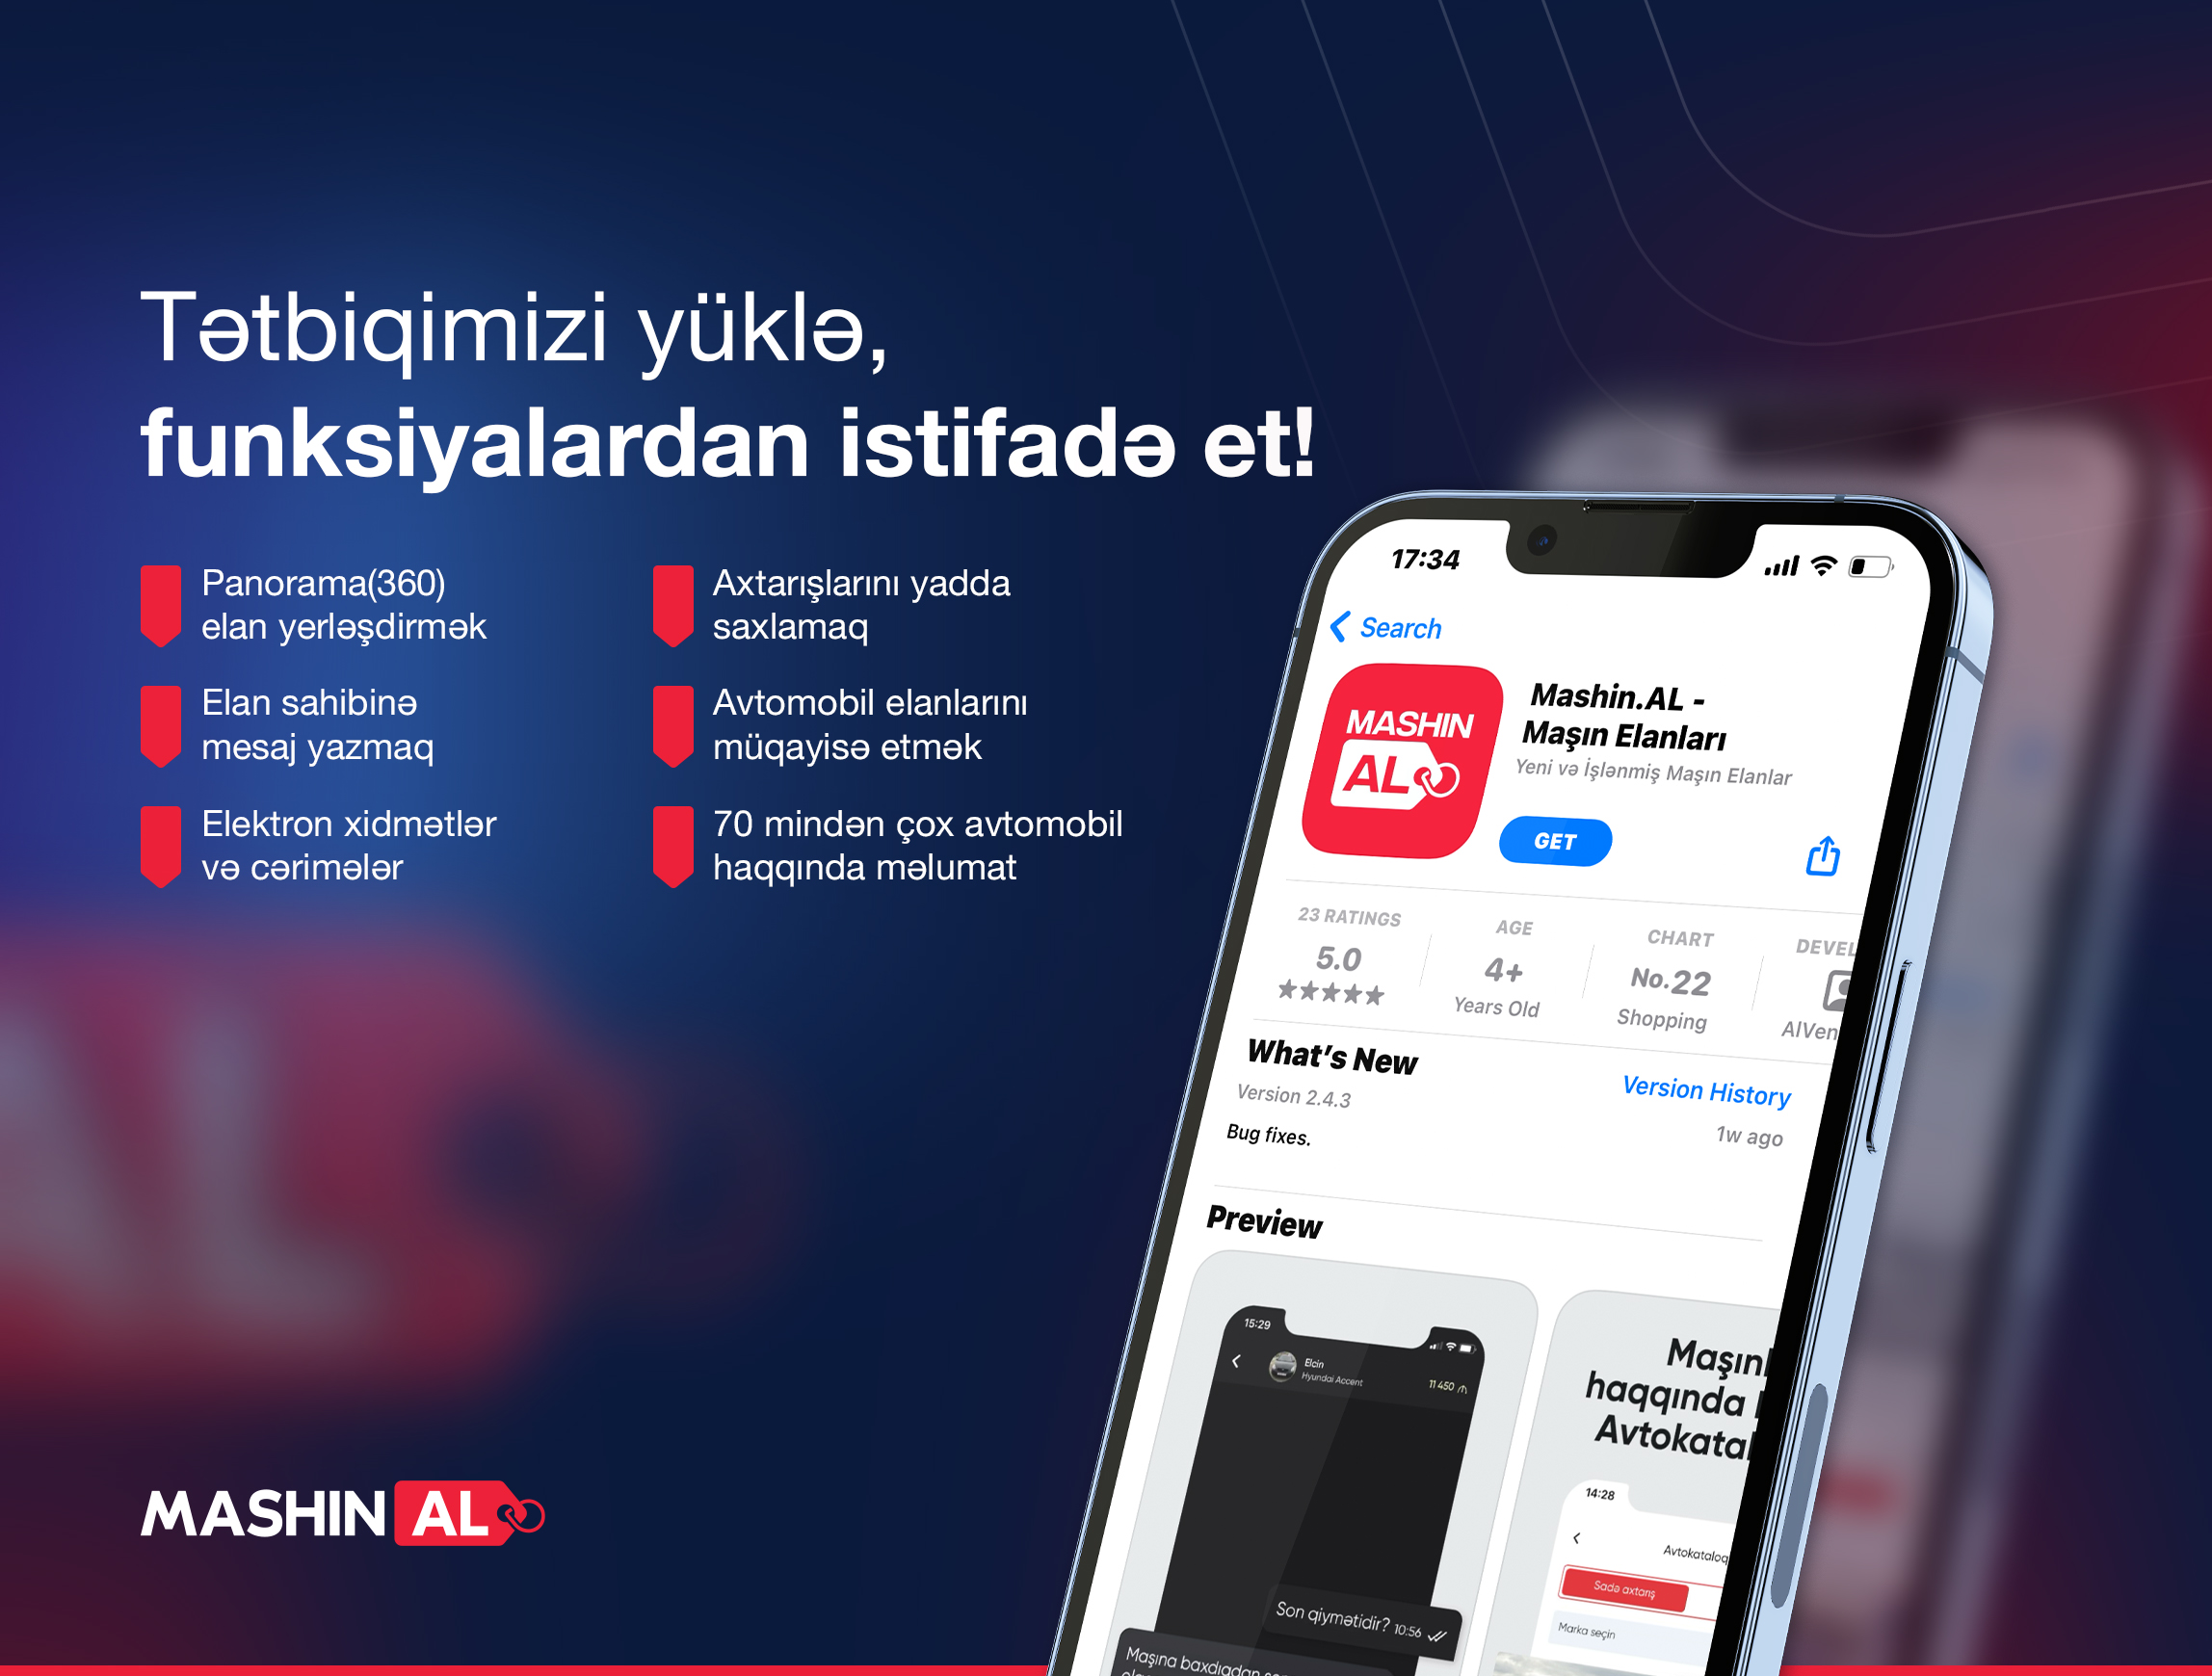 Tətbiqimizi yüklə,
funksiyalardan istifadə et!
Panorama(360)
elan yerləşdirmək
Elan sahibinə
mesaj yazmaq
Elektron xidmətlər
və cərimələr
Axtarışlarını yadda
saxlamaq
Avtomobil elanlarını
müqayisə etmək
70 mindən çox avtomobil
haqqında məlumat
MASHIN AL
17:34
Search
MASHIN
AL
Mashin.AL -
Maşın Elanları
Yeni və İşlənmiş Maşın Elanlar
GET
23 RATINGS
5.0
AGE
4+
Years Old
CHART
No.22
Shopping
DEVEL
AlVen
What's New
Version History
Version 2.4.3
1w ago
Bug fixes.
Preview
15:29
Elcin
Hyundai Accent
11 450 ₼
Son qiymətidir? 10:56
Maşına baxdıqdan
Maşınl
haqqında
Avtokatal
14:28
Avtokataloq
Sadə axtarış
Marka seçin
AL